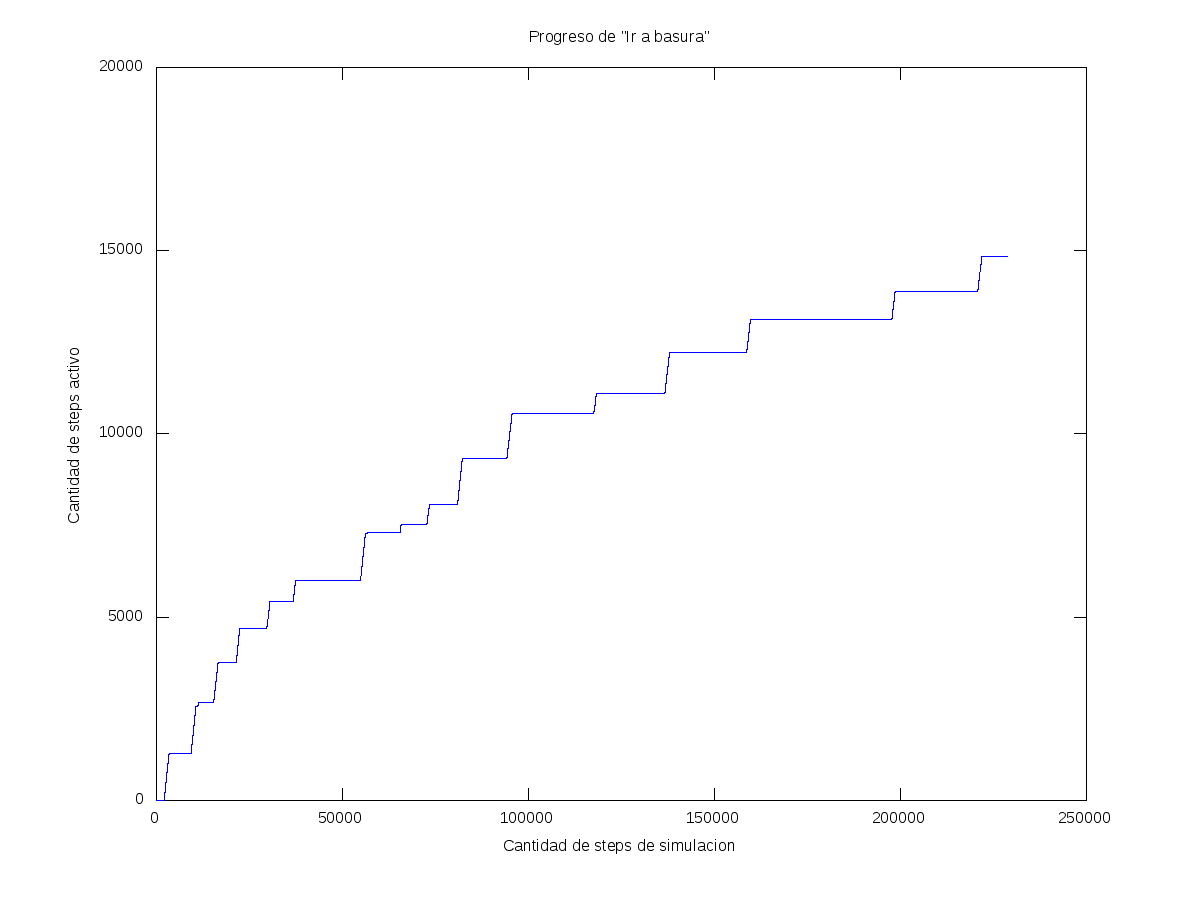 Progreso de "Ir a basura"
20000
15000
10000
5000
0
Cantidad de steps activo
0 50000 100000 150000 200000 250000
Cantidad de steps de simulacion